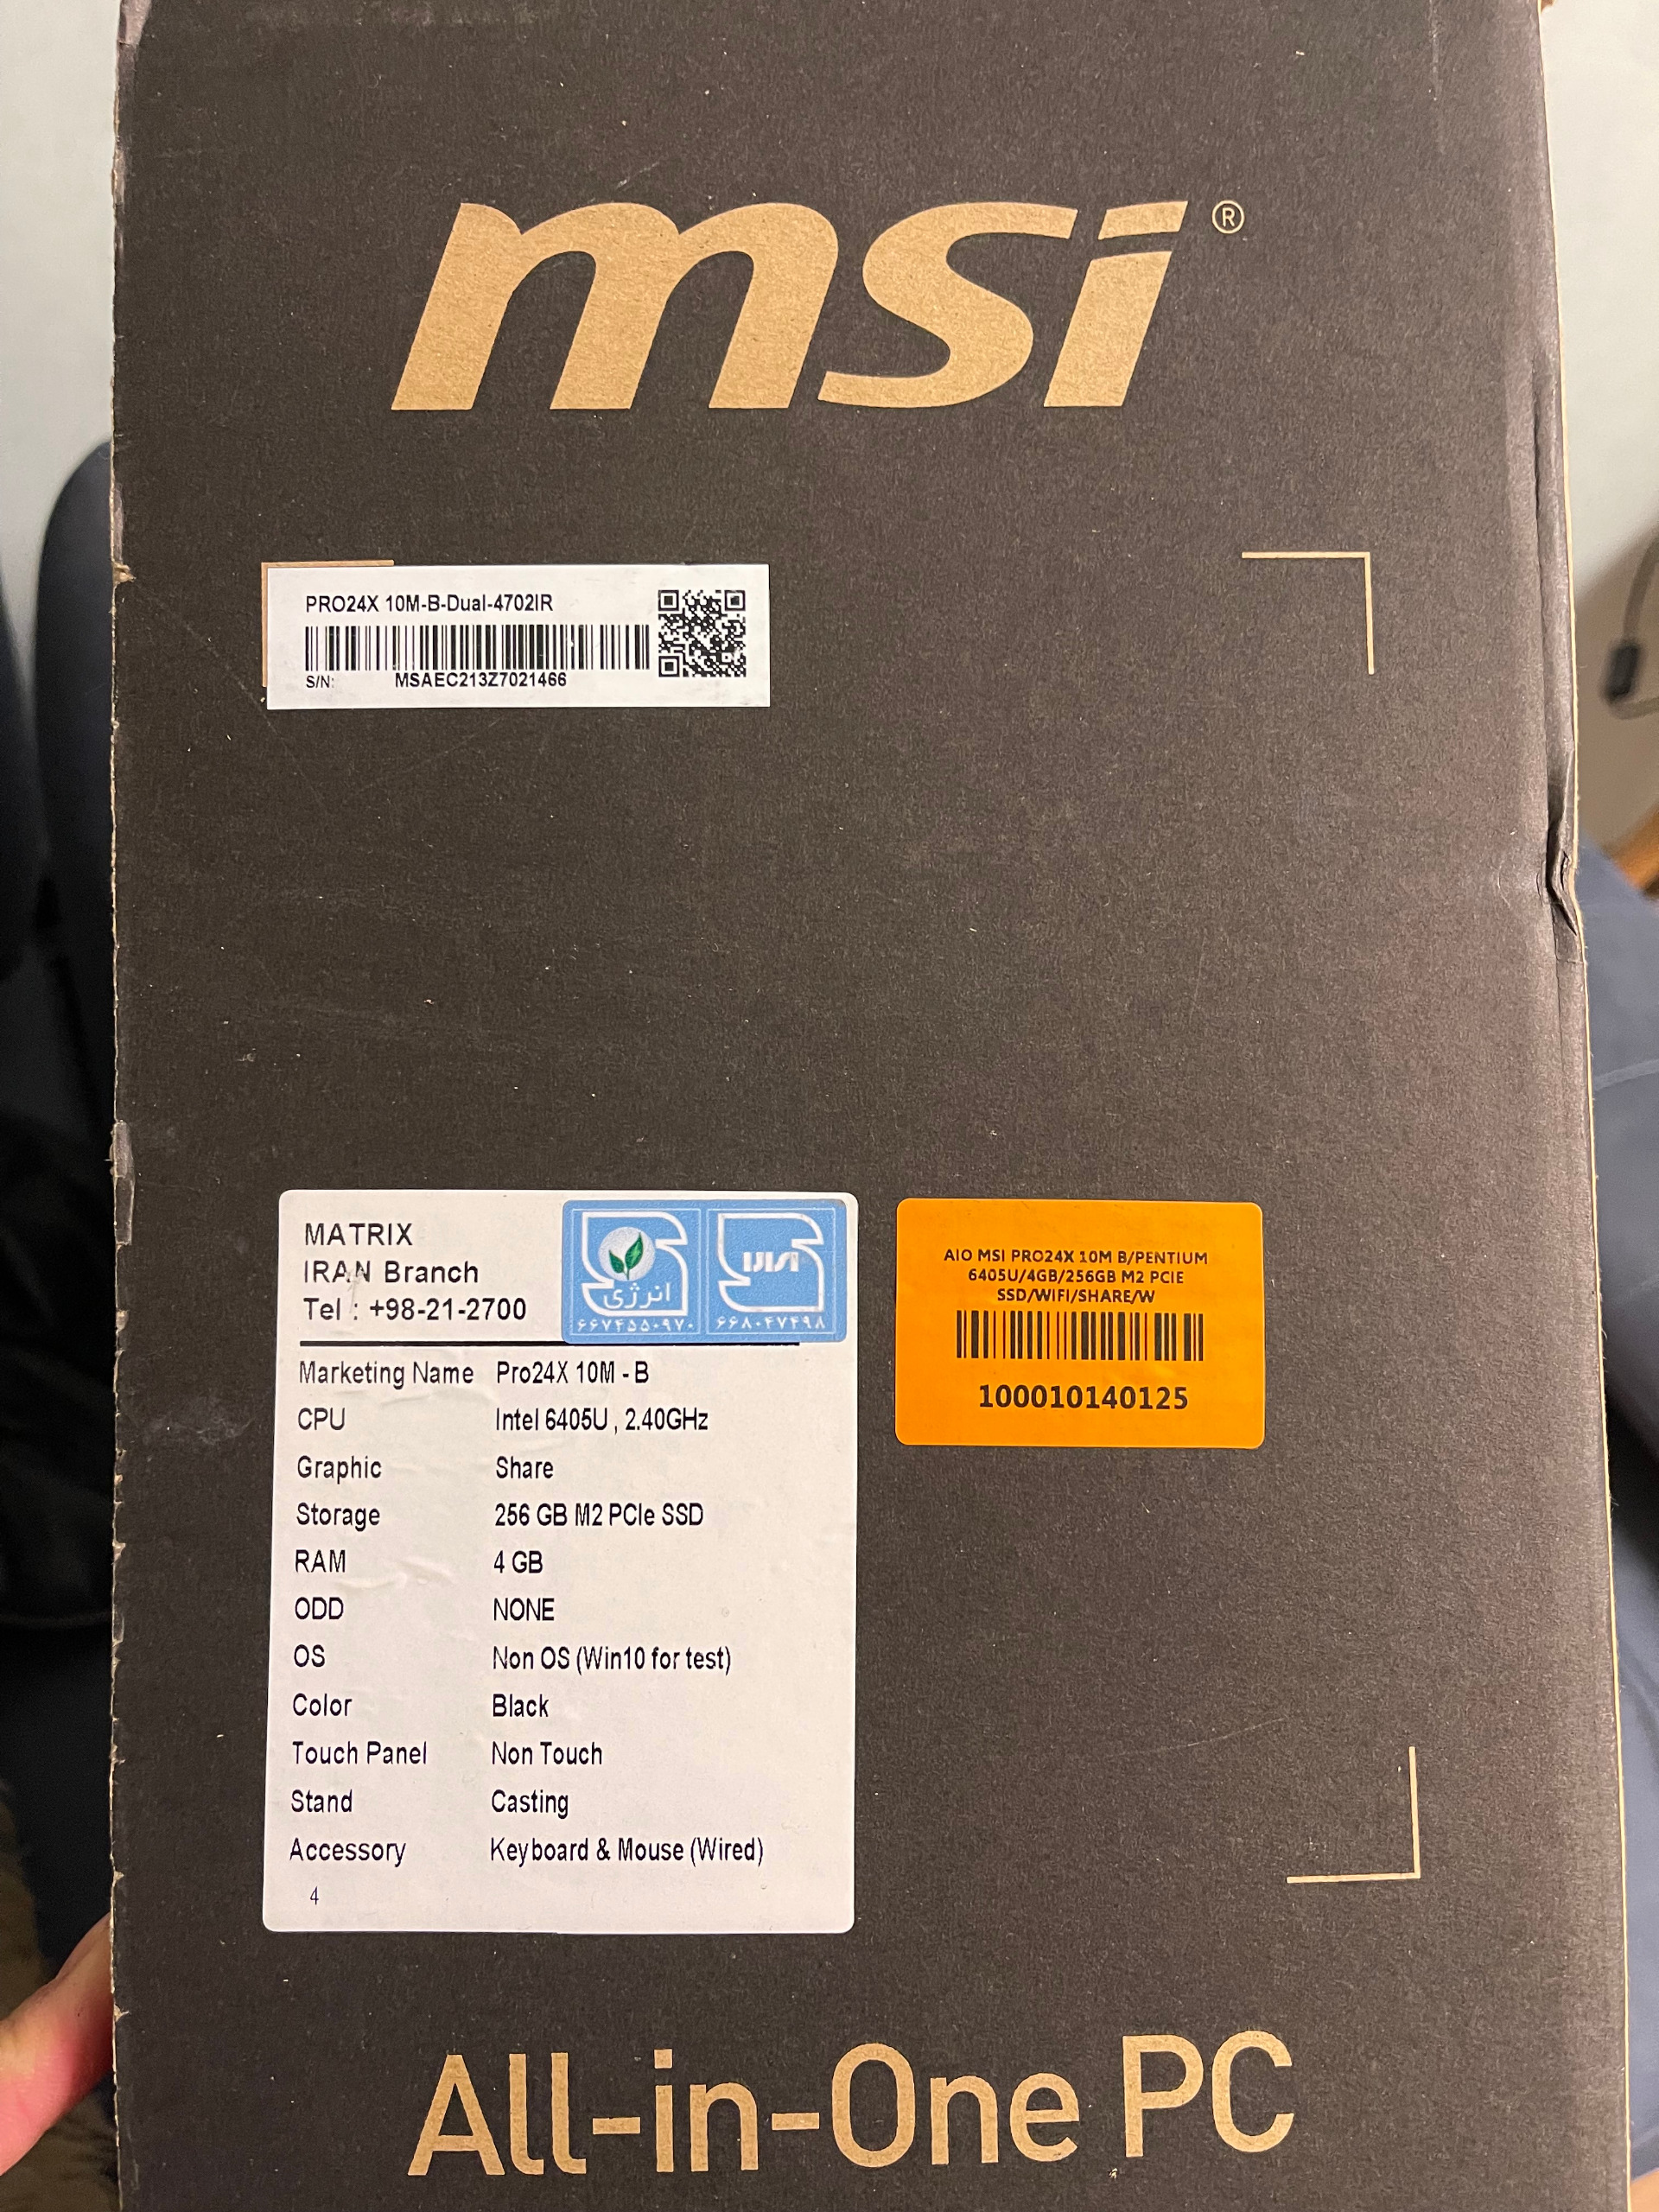 msi®
PRO24X 10M-B-Dual-4702IR
S/N: MSAEC213Z7021466
MATRIX
IRAN Branch
Tel : +98-21-2700
انرژی
۶۶۷۴۵۵۰۹۷۰
۶۶۸۰۴۷۴۹۸
Marketing Name Pro24X 10M - B
CPU Intel 6405U , 2.40GHz
Graphic Share
Storage 256 GB M2 PCIe SSD
RAM 4 GB
ODD NONE
OS Non OS (Win10 for test)
Color Black
Touch Panel Non Touch
Stand Casting
Accessory Keyboard & Mouse (Wired)
4
AIO MSI PRO24X 10M B/PENTIUM
6405U/4GB/256GB M2 PCIE
SSD/WIFI/SHARE/W
100010140125
All-in-One PC